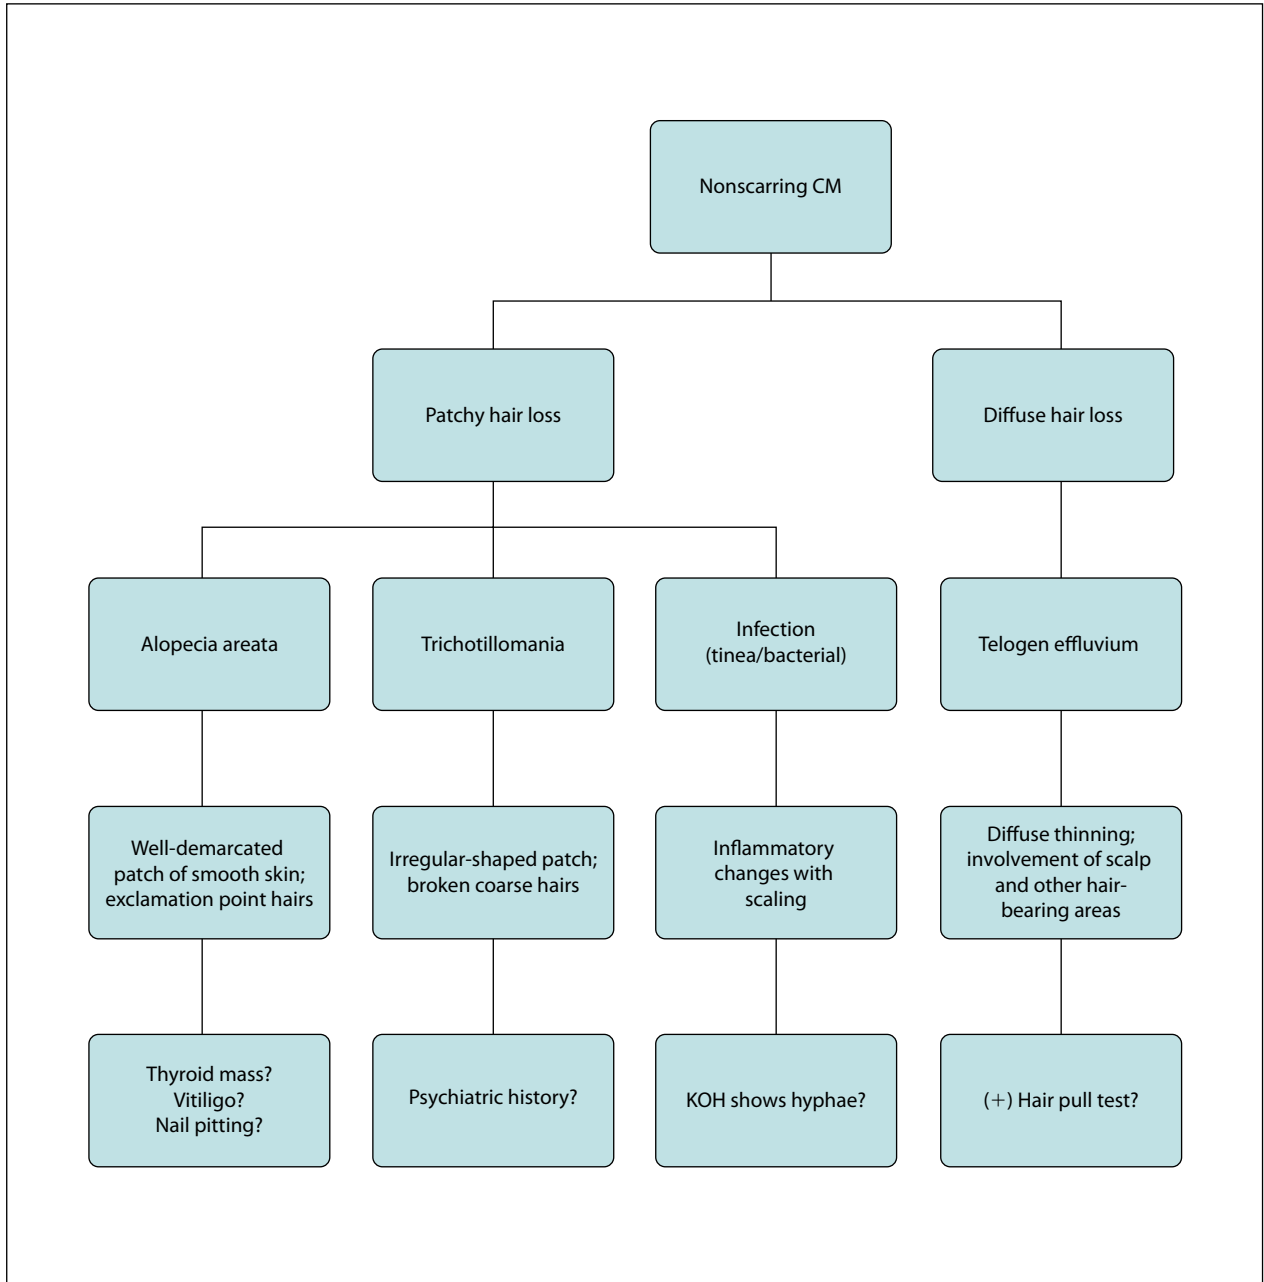 Nonscarring CM
Patchy hair loss
Diffuse hair loss
Alopecia areata
Trichotillomania
Infection
(tinea/bacterial)
Telogen effluvium
Well-demarcated
patch of smooth skin;
exclamation point hairs
Irregular-shaped patch;
broken coarse hairs
Inflammatory
changes with
scaling
Diffuse thinning;
involvement of scalp
and other hair-
bearing areas
Thyroid mass?
Vitiligo?
Nail pitting?
Psychiatric history?
KOH shows hyphae?
(+) Hair pull test?